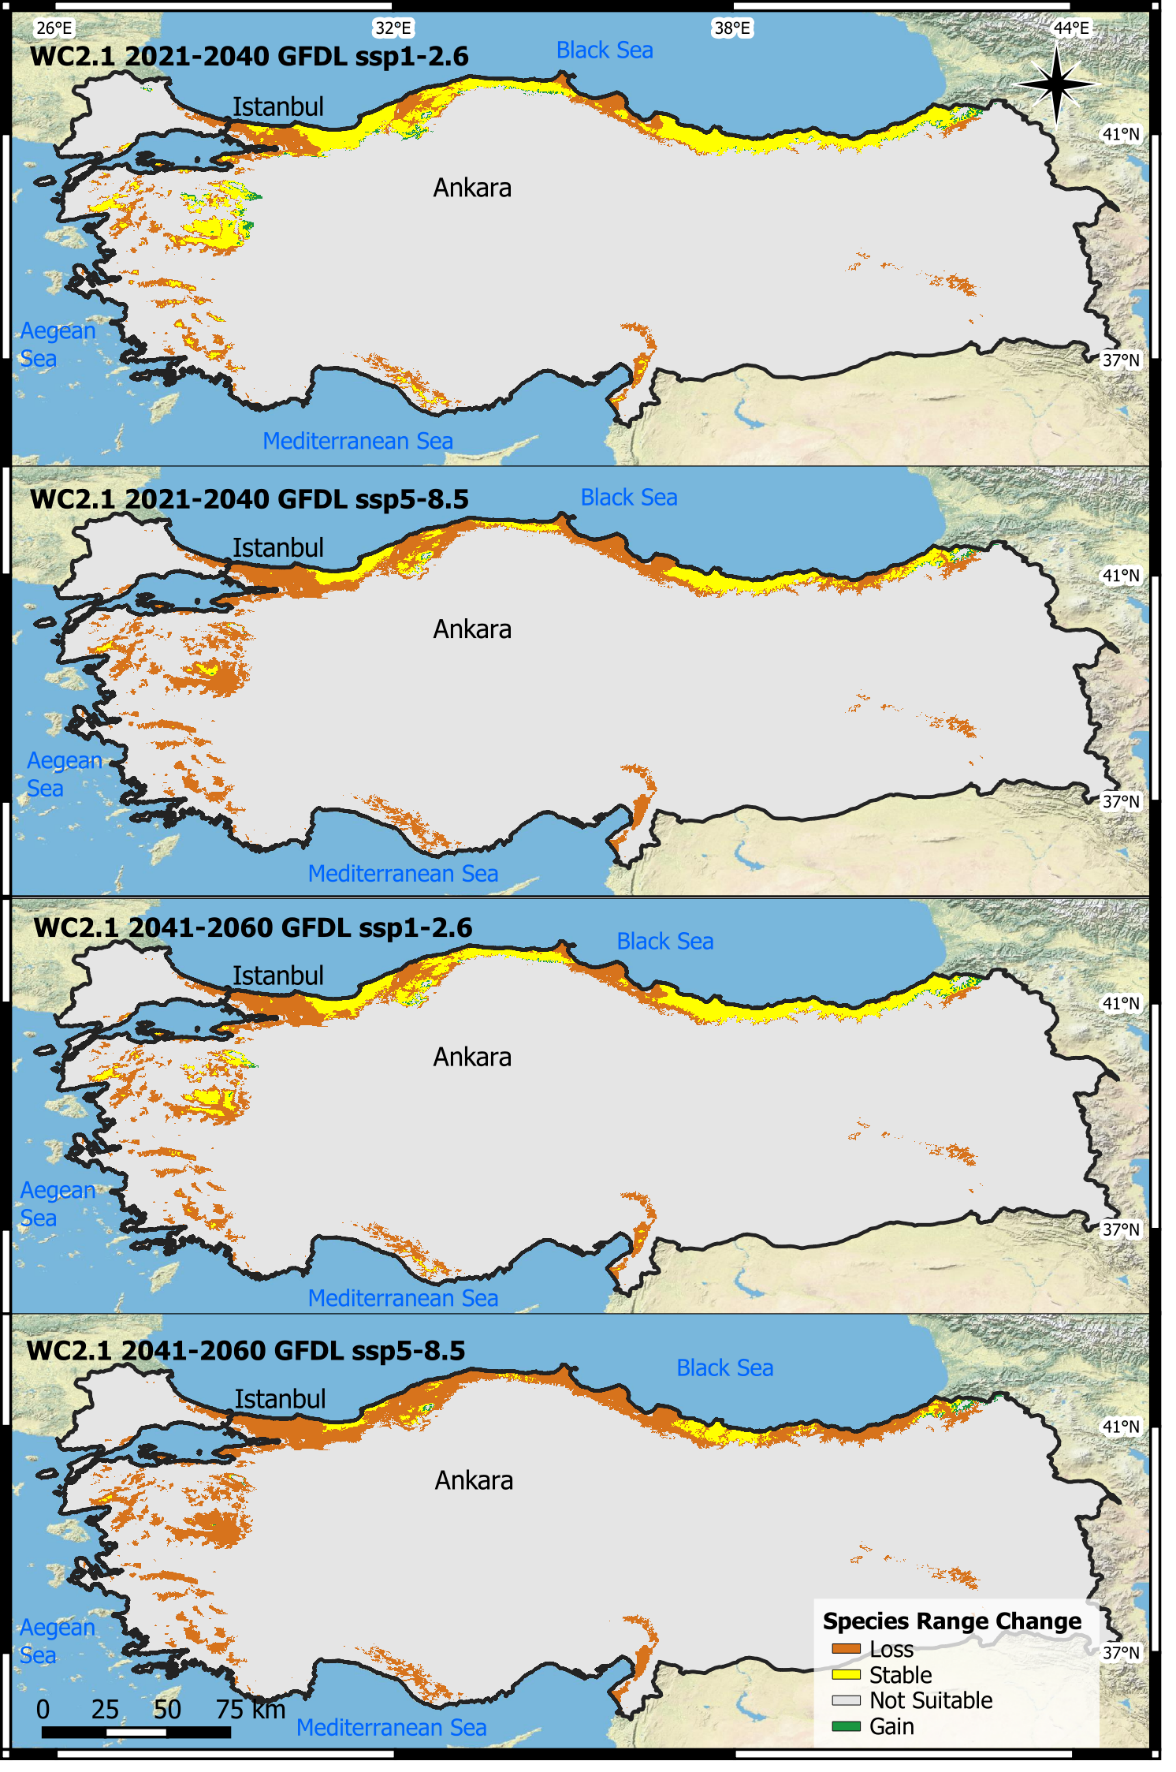 26°E 32°E 38°E 44°E
WC2.1 2021-2040 GFDL ssp1-2.6
Black Sea
Istanbul
41°N
Ankara
Aegean
Sea
37°N
Mediterranean Sea
WC2.1 2021-2040 GFDL ssp5-8.5
Black Sea
Istanbul
41°N
Ankara
Aegean
Sea
37°N
Mediterranean Sea
WC2.1 2041-2060 GFDL ssp1-2.6
Black Sea
Istanbul
41°N
Ankara
Aegean
Sea
37°N
Mediterranean Sea
WC2.1 2041-2060 GFDL ssp5-8.5
Black Sea
Istanbul
41°N
Ankara
Aegean
Sea
37°N
Species Range Change
Loss
Stable
Not Suitable
Gain
0 25 50 75 km
Mediterranean Sea